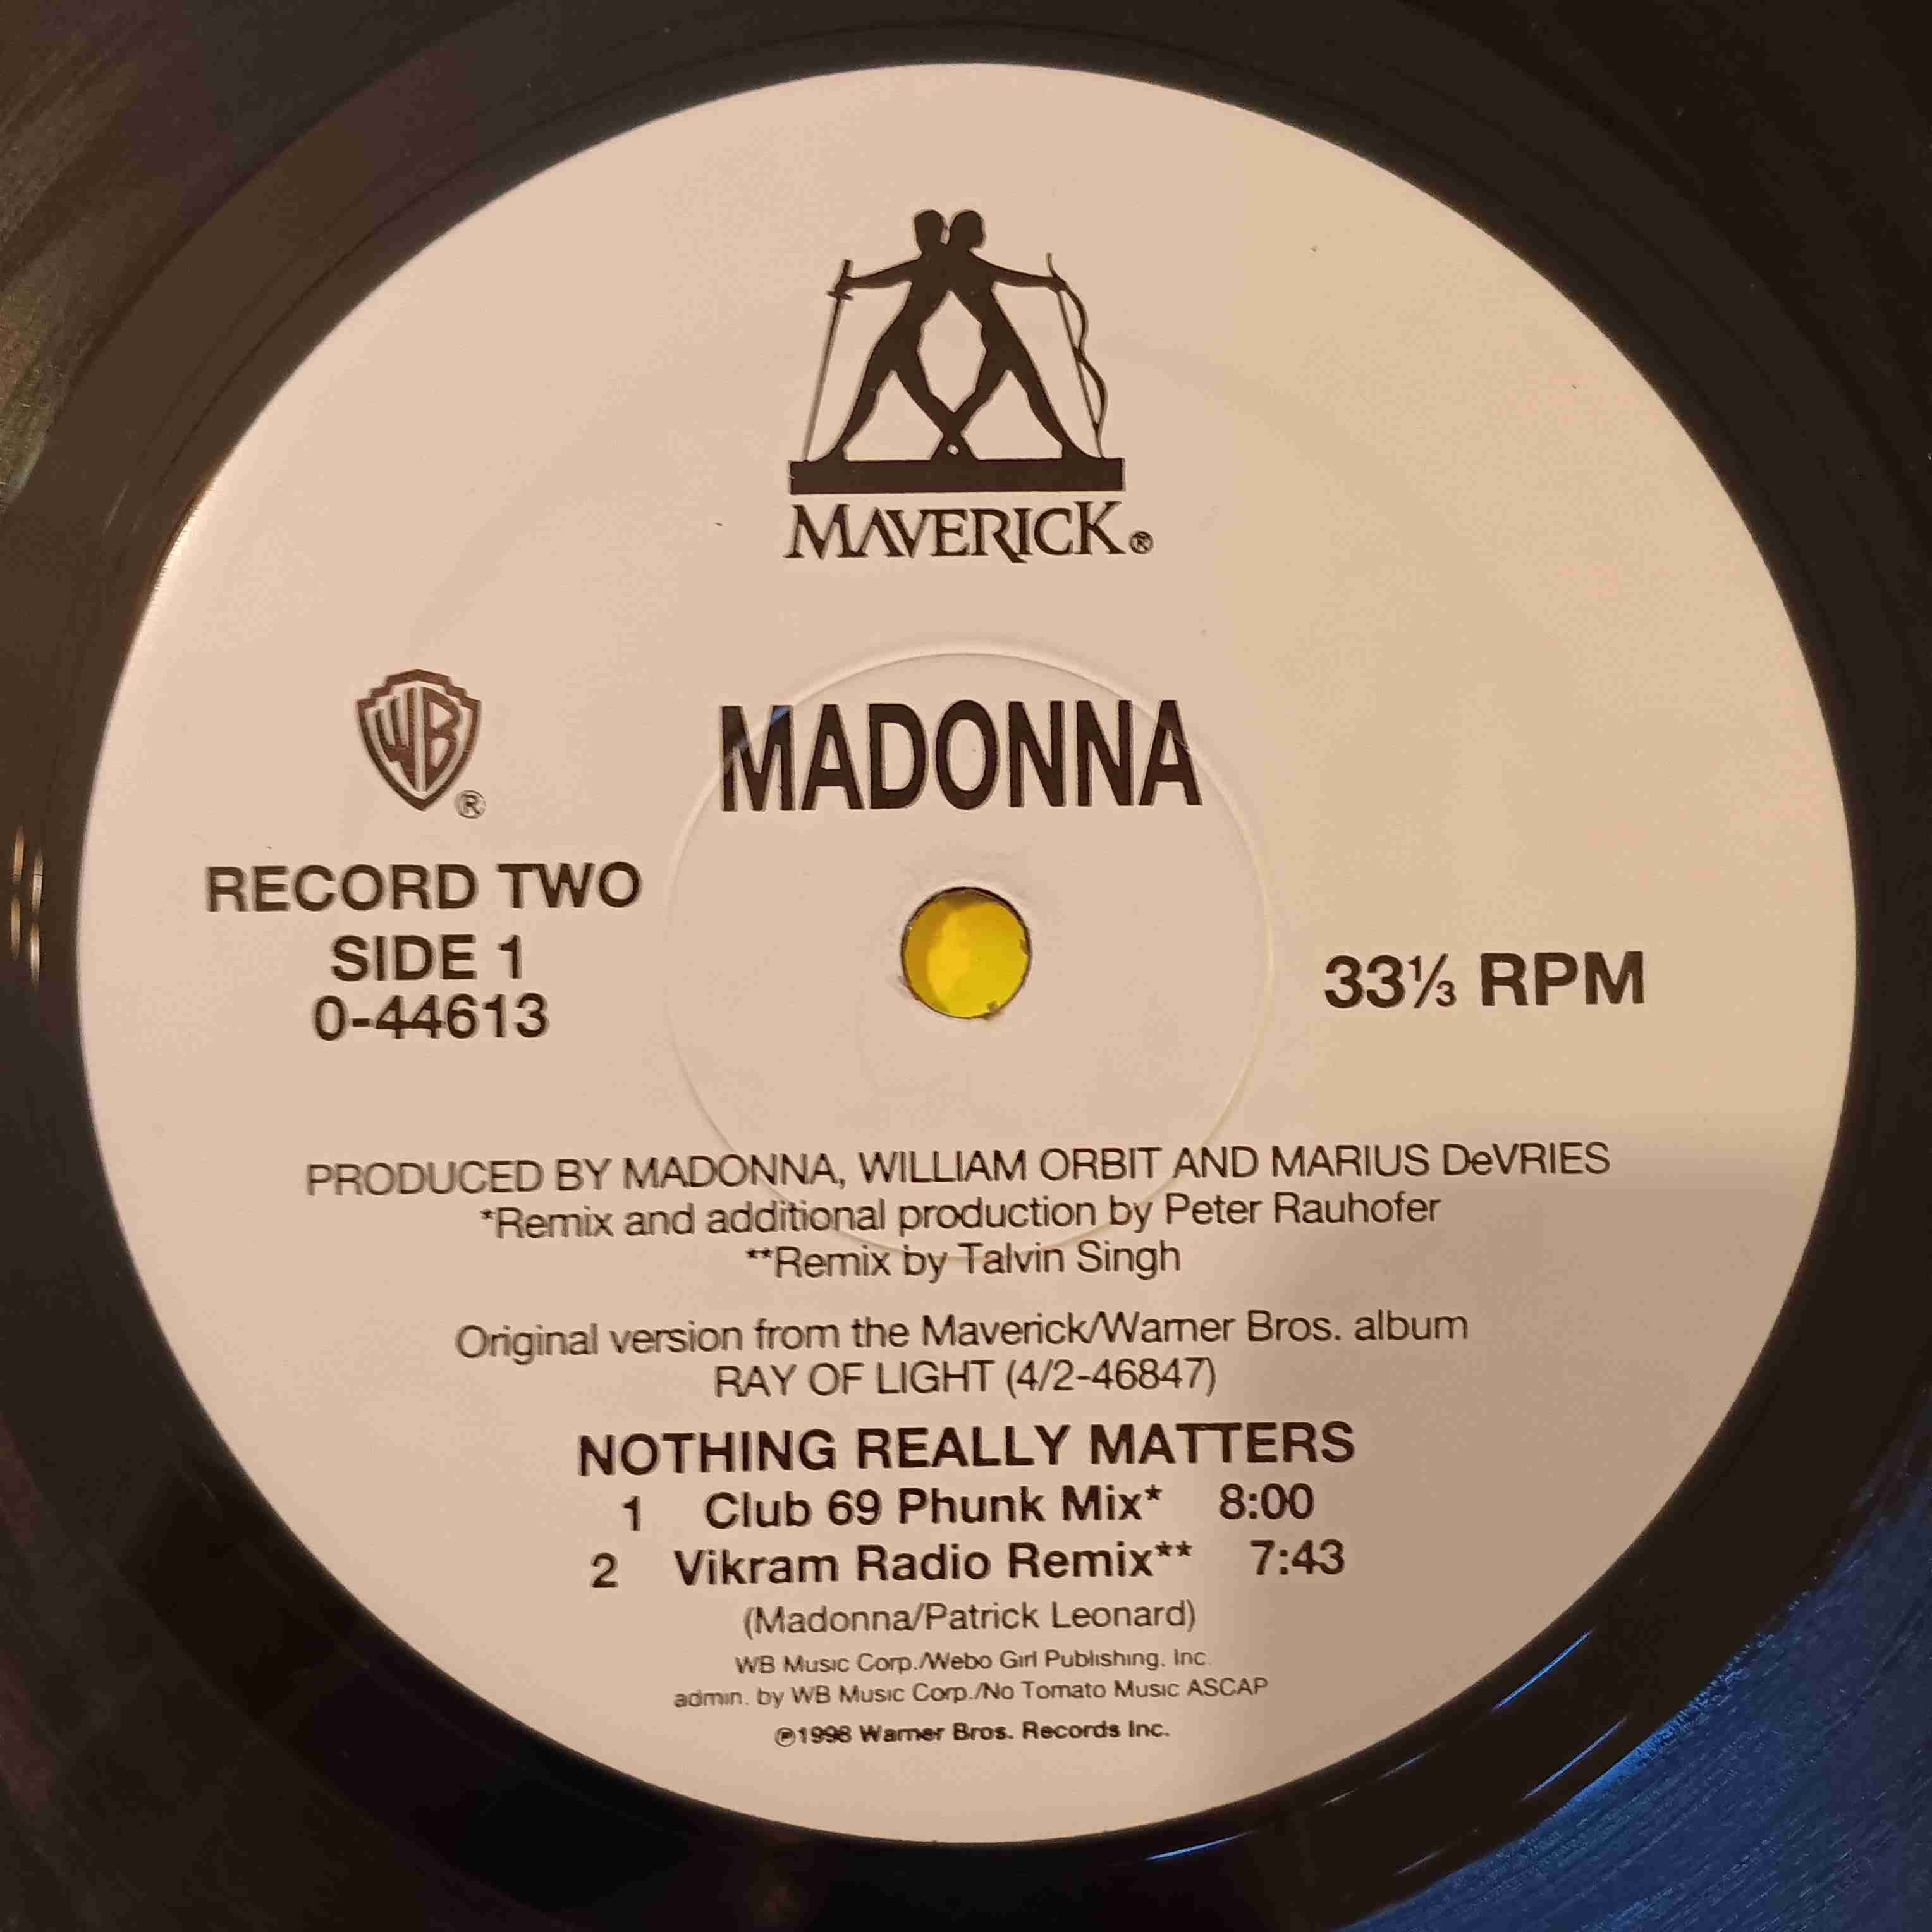 MAVERICK®
WB®
MADONNA
RECORD TWO
SIDE 1
0-44613
33⅓ RPM
PRODUCED BY MADONNA, WILLIAM ORBIT AND MARIUS DeVRIES
*Remix and additional production by Peter Rauhofer
**Remix by Talvin Singh
Original version from the Maverick/Warner Bros. album
RAY OF LIGHT (4/2-46847)
NOTHING REALLY MATTERS
1 Club 69 Phunk Mix* 8:00
2 Vikram Radio Remix** 7:43
(Madonna/Patrick Leonard)
WB Music Corp./Webo Girl Publishing, Inc.
admin. by WB Music Corp./No Tomato Music ASCAP
℗1998 Warner Bros. Records Inc.